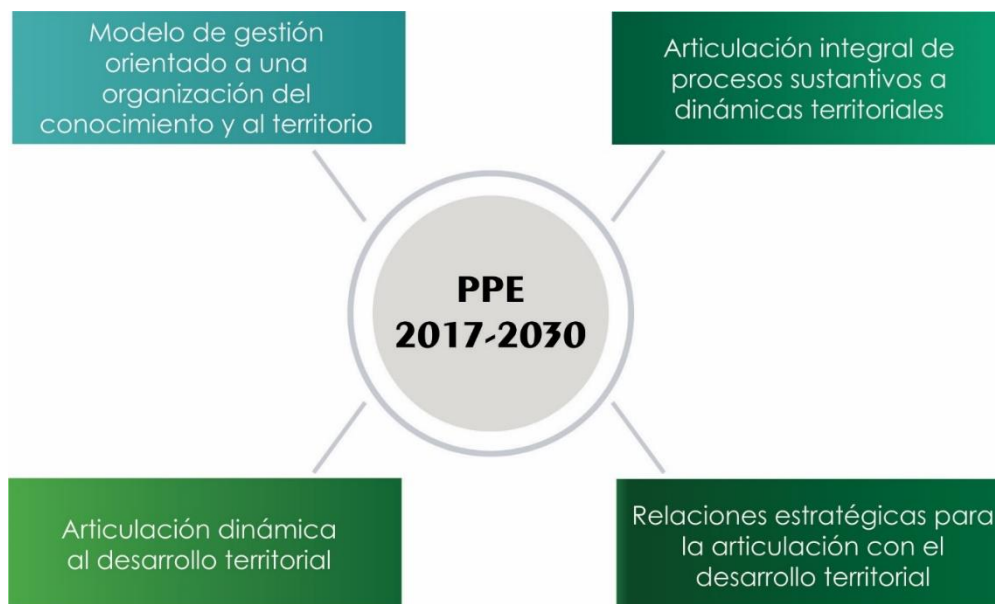 Modelo de gestión
orientado a una
organización del
conocimiento y al territorio
Articulación integral de
procesos sustantivos a
dinámicas territoriales
PPE
2017-2030
Articulación dinámica
al desarrollo territorial
Relaciones estratégicas para
la articulación con el
desarrollo territorial